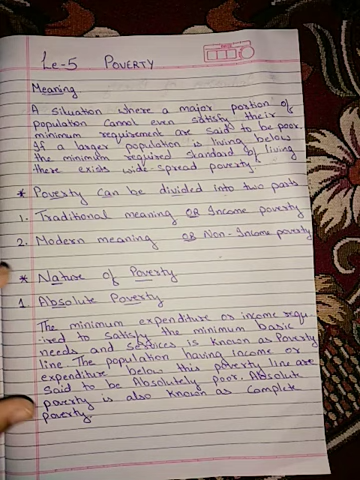 Le-5 POVERTY
Meaning
A situation where a major portion of
population cannot even satisfy their
minimum requirement are said to be poor.
If a larger population is living below
the minimum required standard of living
there exists wide-spread poverty.
* Poverty can be divided into two parts
1. Traditional meaning OR Income poverty
2. Modern meaning OR Non-Income poverty
* Nature of Poverty
1 Absolute Poverty
The minimum expenditure or income requ-
ired to satisfy the minimum basic
needs and services is known as Poverty
line. The population having income or
expenditure below this poverty line are
said to be Absolutely poor. Absolute
poverty is also known as Complete
poverty.